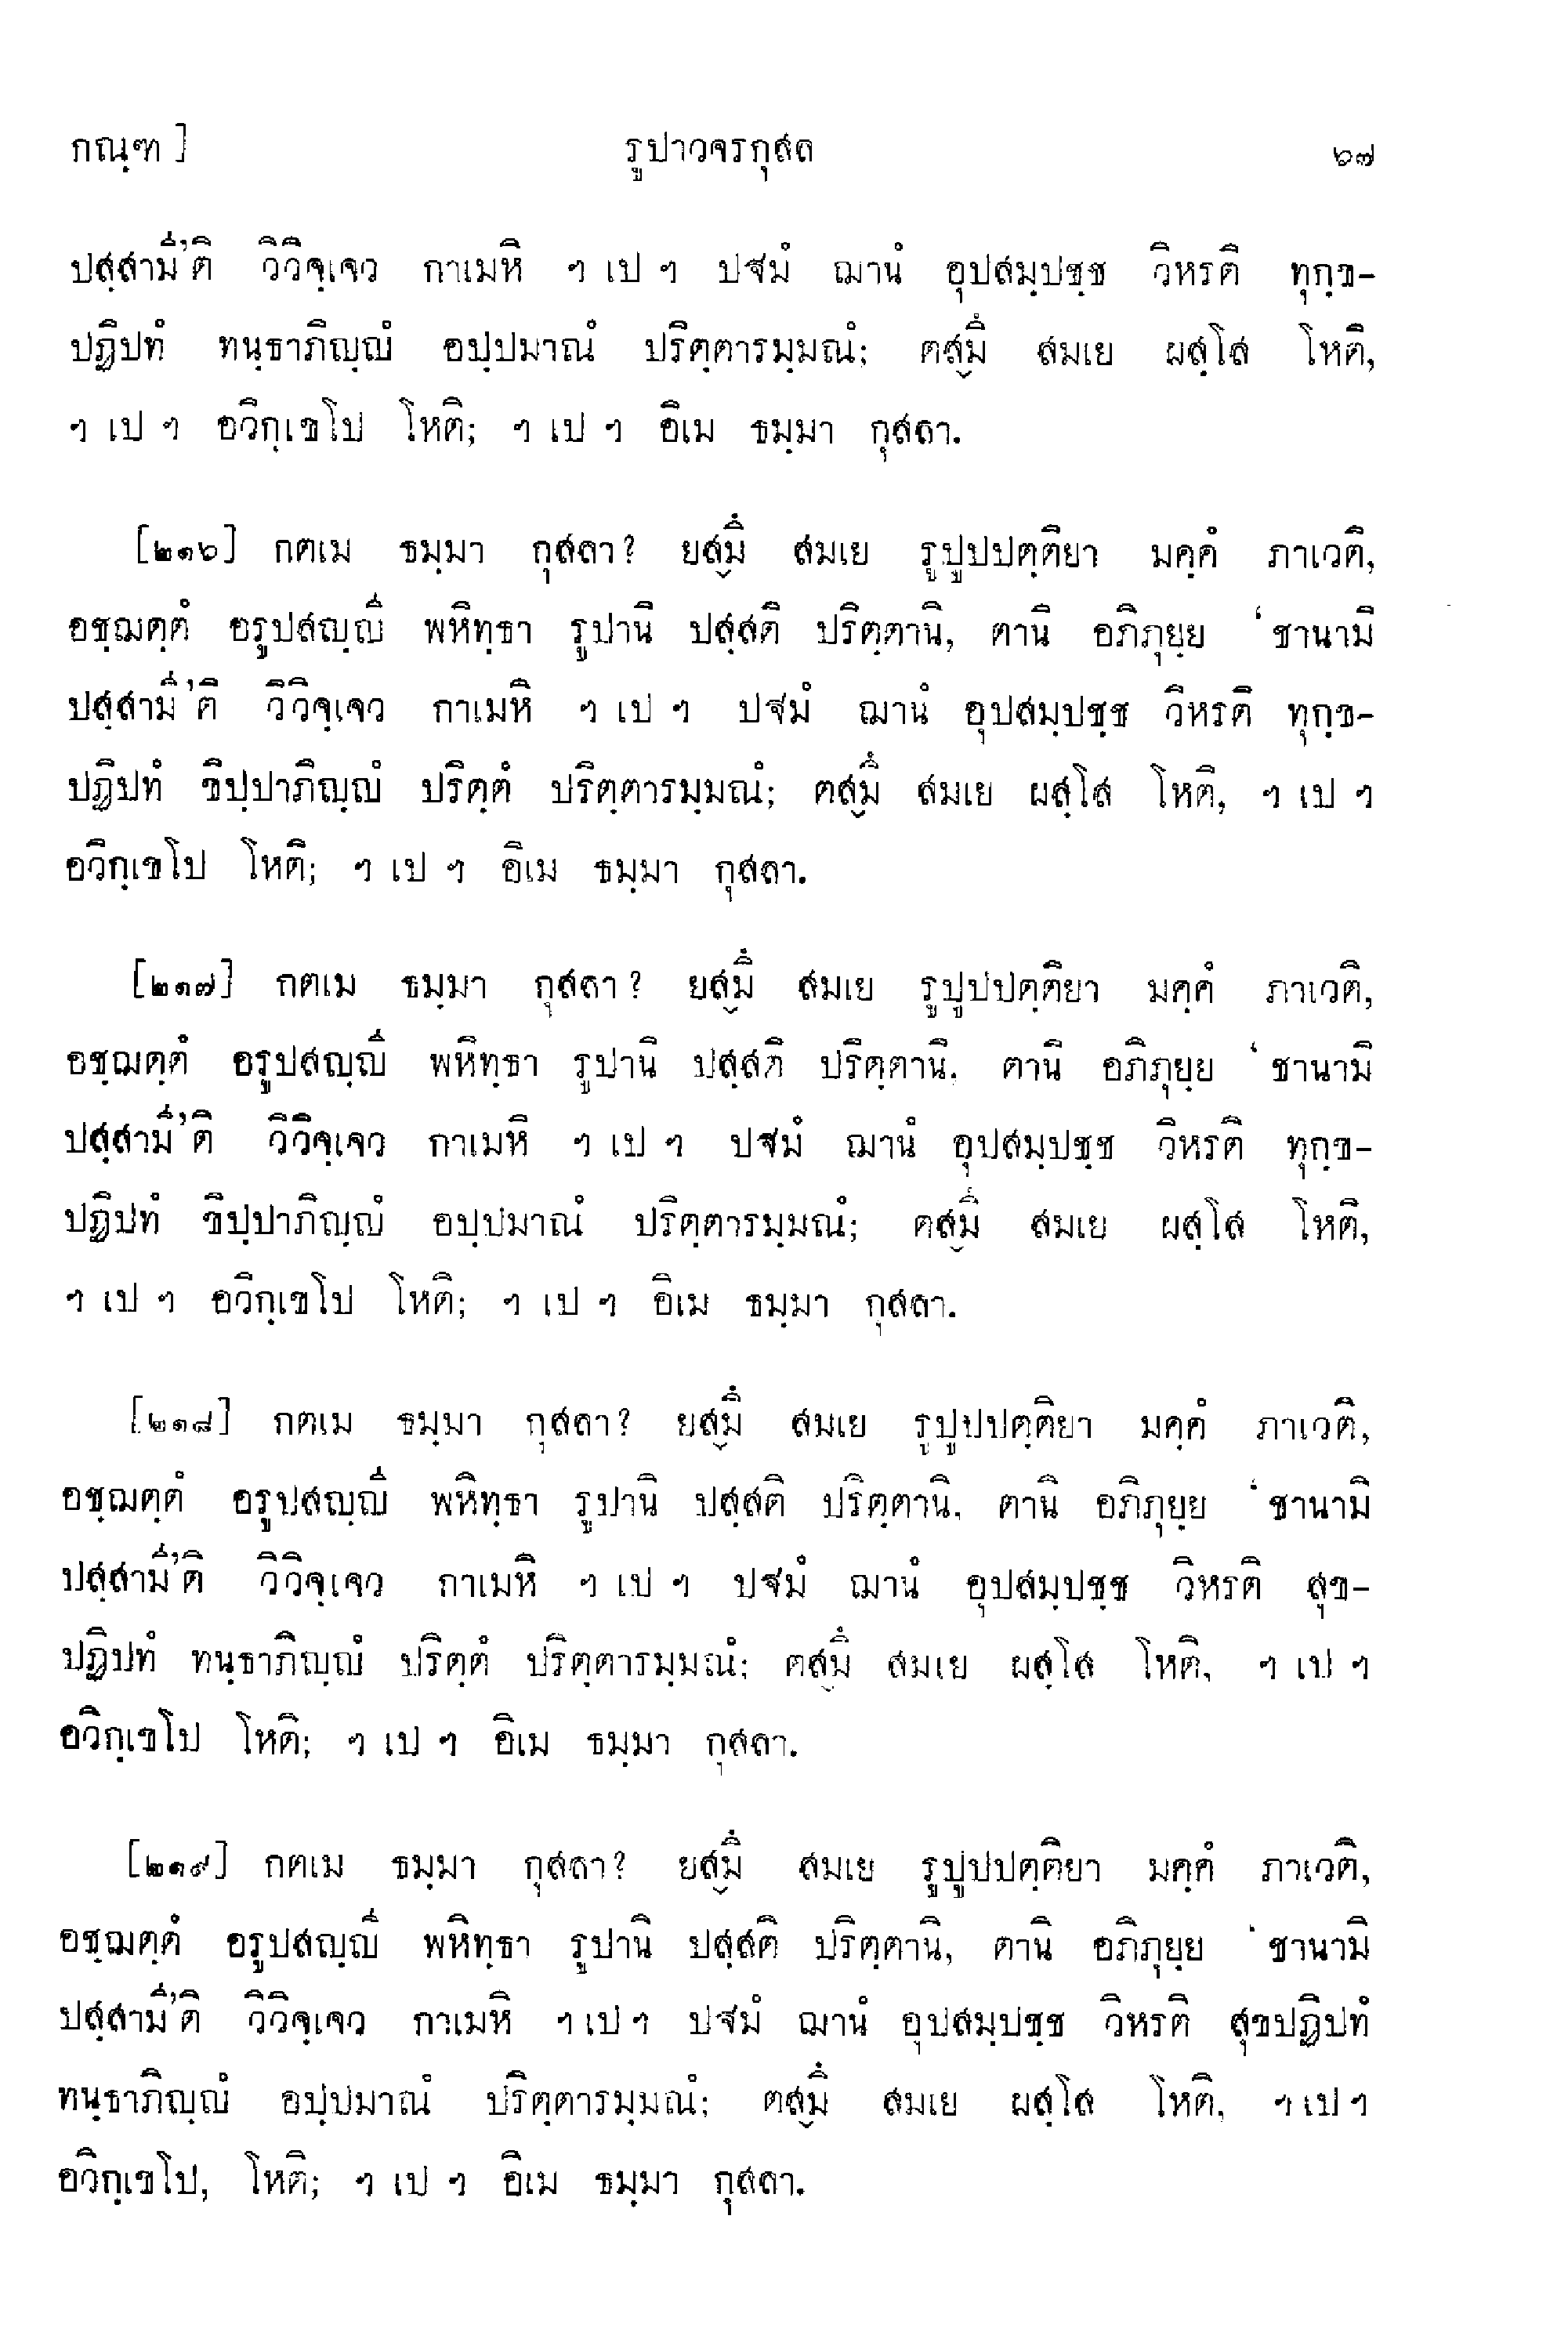 กณฺฑ]
รูปาวจรกุสล
๖๗
ปสฺสามี’ติ วิวิจฺเจว กาเมหิ ฯ เป ฯ ปฐมํ ฌานํ อุปสมฺปชฺช วิหรติ ทุกฺข-
ปฏิปทํ ทนฺธาภิญฺญํ อปฺปมาณํ ปริตฺตารมฺมณํ; ตสฺมึ สมเย ผสฺโส โหติ,
ฯ เป ฯ อวิกฺเขโป โหติ; ฯ เป ฯ อิเม ธมฺมา กุสลา.
[๒๑๖] กตเม ธมฺมา กุสลา? ยสฺมึ สมเย รูปูปปตฺติยา มคฺคํ ภาเวติ,
อชฺฌตฺตํ อรูปสญฺญี พหิทฺธา รูปานิ ปสฺสติ ปริตฺตานิ, ตานิ อภิภุยฺย ‘ชานามิ
ปสฺสามี’ติ วิวิจฺเจว กาเมหิ ฯ เป ฯ ปฐมํ ฌานํ อุปสมฺปชฺช วิหรติ ทุกฺข-
ปฏิปทํ ขิปฺปาภิญฺญํ ปริตฺตํ ปริตฺตารมฺมณํ; ตสฺมึ สมเย ผสฺโส โหติ, ฯ เป ฯ
อวิกฺเขโป โหติ; ฯ เป ฯ อิเม ธมฺมา กุสลา.
[๒๑๗] กตเม ธมฺมา กุสลา? ยสฺมึ สมเย รูปูปปตฺติยา มคฺคํ ภาเวติ,
อชฺฌตฺตํ อรูปสญฺญี พหิทฺธา รูปานิ ปสฺสติ ปริตฺตานิ, ตานิ อภิภุยฺย ‘ชานามิ
ปสฺสามี’ติ วิวิจฺเจว กาเมหิ ฯ เป ฯ ปฐมํ ฌานํ อุปสมฺปชฺช วิหรติ ทุกฺข-
ปฏิปทํ ขิปฺปาภิญฺญํ อปฺปมาณํ ปริตฺตารมฺมณํ; ตสฺมึ สมเย ผสฺโส โหติ,
ฯ เป ฯ อวิกฺเขโป โหติ; ฯ เป ฯ อิเม ธมฺมา กุสลา.
[๒๑๘] กตเม ธมฺมา กุสลา? ยสฺมึ สมเย รูปูปปตฺติยา มคฺคํ ภาเวติ,
อชฺฌตฺตํ อรูปสญฺญี พหิทฺธา รูปานิ ปสฺสติ ปริตฺตานิ, ตานิ อภิภุยฺย ‘ชานามิ
ปสฺสามี’ติ วิวิจฺเจว กาเมหิ ฯ เป ฯ ปฐมํ ฌานํ อุปสมฺปชฺช วิหรติ สุข-
ปฏิปทํ ทนฺธาภิญฺญํ ปริตฺตํ ปริตฺตารมฺมณํ; ตสฺมึ สมเย ผสฺโส โหติ, ฯ เป ฯ
อวิกฺเขโป โหติ; ฯ เป ฯ อิเม ธมฺมา กุสลา.
[๒๑๙] กตเม ธมฺมา กุสลา? ยสฺมึ สมเย รูปูปปตฺติยา มคฺคํ ภาเวติ,
อชฺฌตฺตํ อรูปสญฺญี พหิทฺธา รูปานิ ปสฺสติ ปริตฺตานิ, ตานิ อภิภุยฺย ‘ชานามิ
ปสฺสามี’ติ วิวิจฺเจว กาเมหิ ฯ เป ฯ ปฐมํ ฌานํ อุปสมฺปชฺช วิหรติ สุขปฏิปทํ
ทนฺธาภิญฺญํ อปฺปมาณํ ปริตฺตารมฺมณํ; ตสฺมึ สมเย ผสฺโส โหติ, ฯ เป ฯ
อวิกฺเขโป, โหติ; ฯ เป ฯ อิเม ธมฺมา กุสลา.